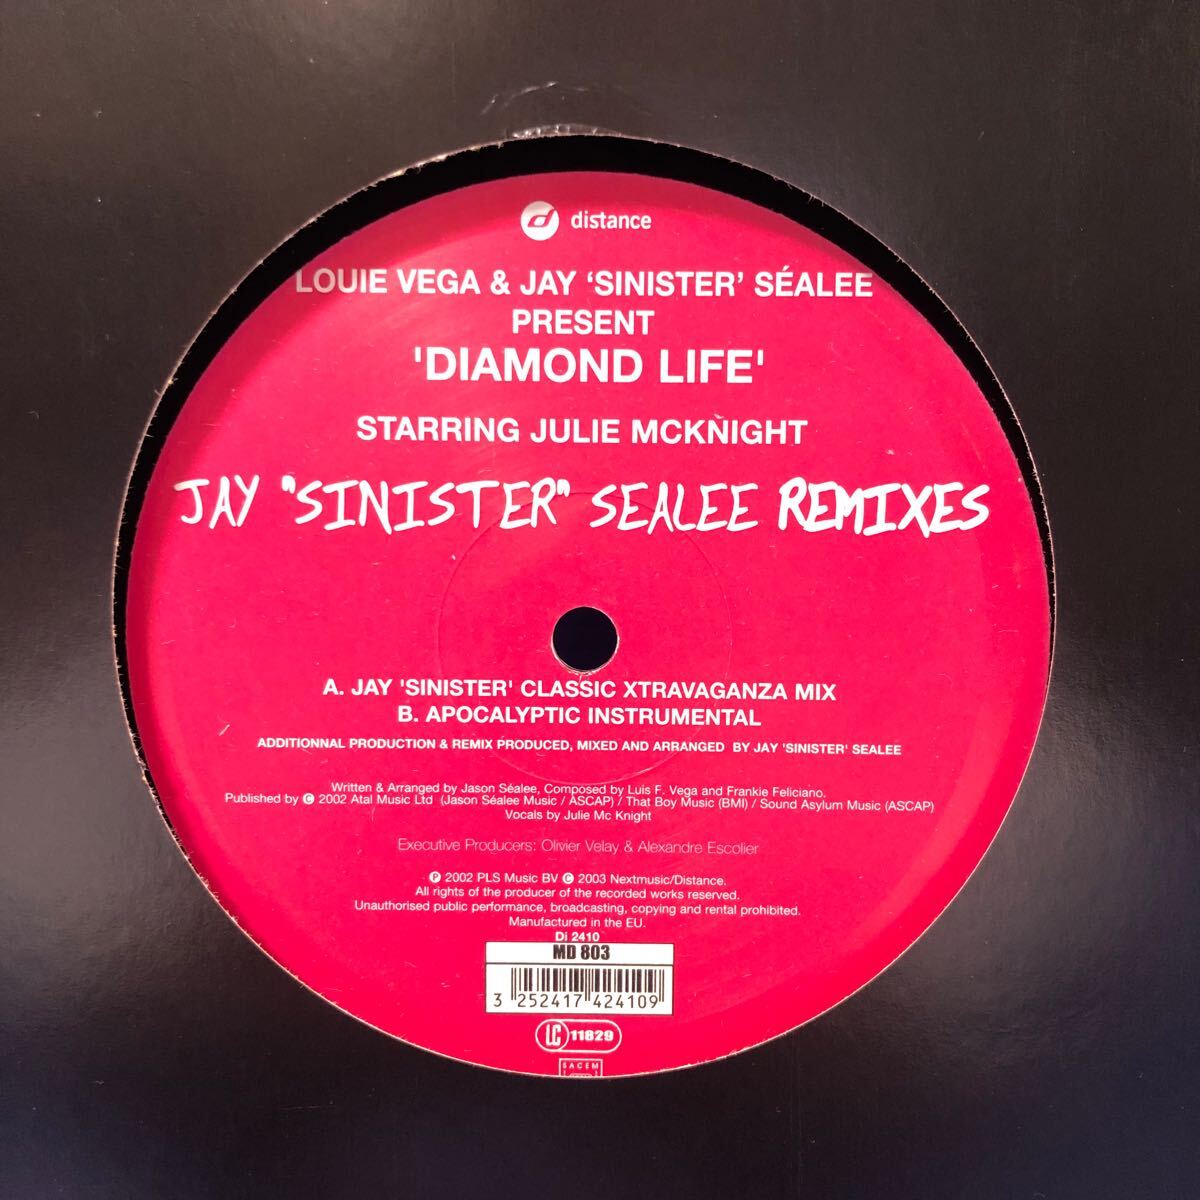 d distance
LOUIE VEGA & JAY ‘SINISTER’ SÉALEE
PRESENT
'DIAMOND LIFE'
STARRING JULIE MCKǸIGHT
JAY "SINISTER" SEALEE REMIXES
A. JAY 'SINISTER' CLASSIC XTRAVAGANZA MIX
B. APOCALYPTIC INSTRUMENTAL
ADDITIONNAL PRODUCTION & REMIX PRODUCED, MIXED AND ARRANGED BY JAY 'SINISTER' SEALEE
Written & Arranged by Jason Séalee, Composed by Luis F. Vega and Frankie Feliciano.
Published by © 2002 Atal Music Ltd (Jason Séalee Music / ASCAP) / That Boy Music (BMI) / Sound Asylum Music (ASCAP)
Vocals by Julie Mc Knight
Executive Producers: Olivier Velay & Alexandre Escolier
℗ 2002 PLS Music BV © 2003 Nextmusic/Distance.
All rights of the producer of the recorded works reserved.
Unauthorised public performance, broadcasting, copying and rental prohibited.
Manufactured in the EU.
Di 2410
MD 803
3 252417 424109
LC 11829
SACEM